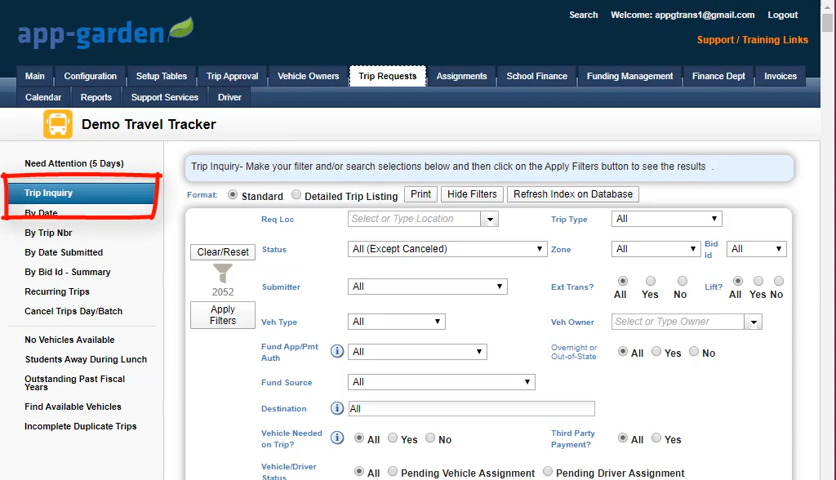 Search Welcome: appgtrans1@gmail.com Logout
app-garden
Support / Training Links
Main Configuration Setup Tables Trip Approval Vehicle Owners Trip Requests Assignments School Finance Funding Management Finance Dept Invoices
Calendar Reports Support Services Driver
Demo Travel Tracker
Need Attention (5 Days)
Trip Inquiry
By Date
By Trip Nbr
By Date Submitted
By Bid Id - Summary
Recurring Trips
Cancel Trips Day/Batch
No Vehicles Available
Students Away During Lunch
Outstanding Past Fiscal
Years
Find Available Vehicles
Incomplete Duplicate Trips
Trip Inquiry- Make your filter and/or search selections below and then click on the Apply Filters button to see the results .
Format: Standard Detailed Trip Listing Print Hide Filters Refresh Index on Database
Req Loc Select or Type Location Trip Type All
Clear/Reset
2052
Apply
Filters
Status All (Except Canceled) Zone All Bid
Id All
Submitter All Ext Trans? All Yes No Lift? All Yes No
Veh Type All Veh Owner Select or Type Owner
Fund App/Pmt
Auth All Overnight or
Out-of-State All Yes No
Fund Source All
Destination All
Vehicle Needed
on Trip? All Yes No Third Party
Payment? All Yes
Vehicle/Driver
Status All Pending Vehicle Assignment Pending Driver Assignment